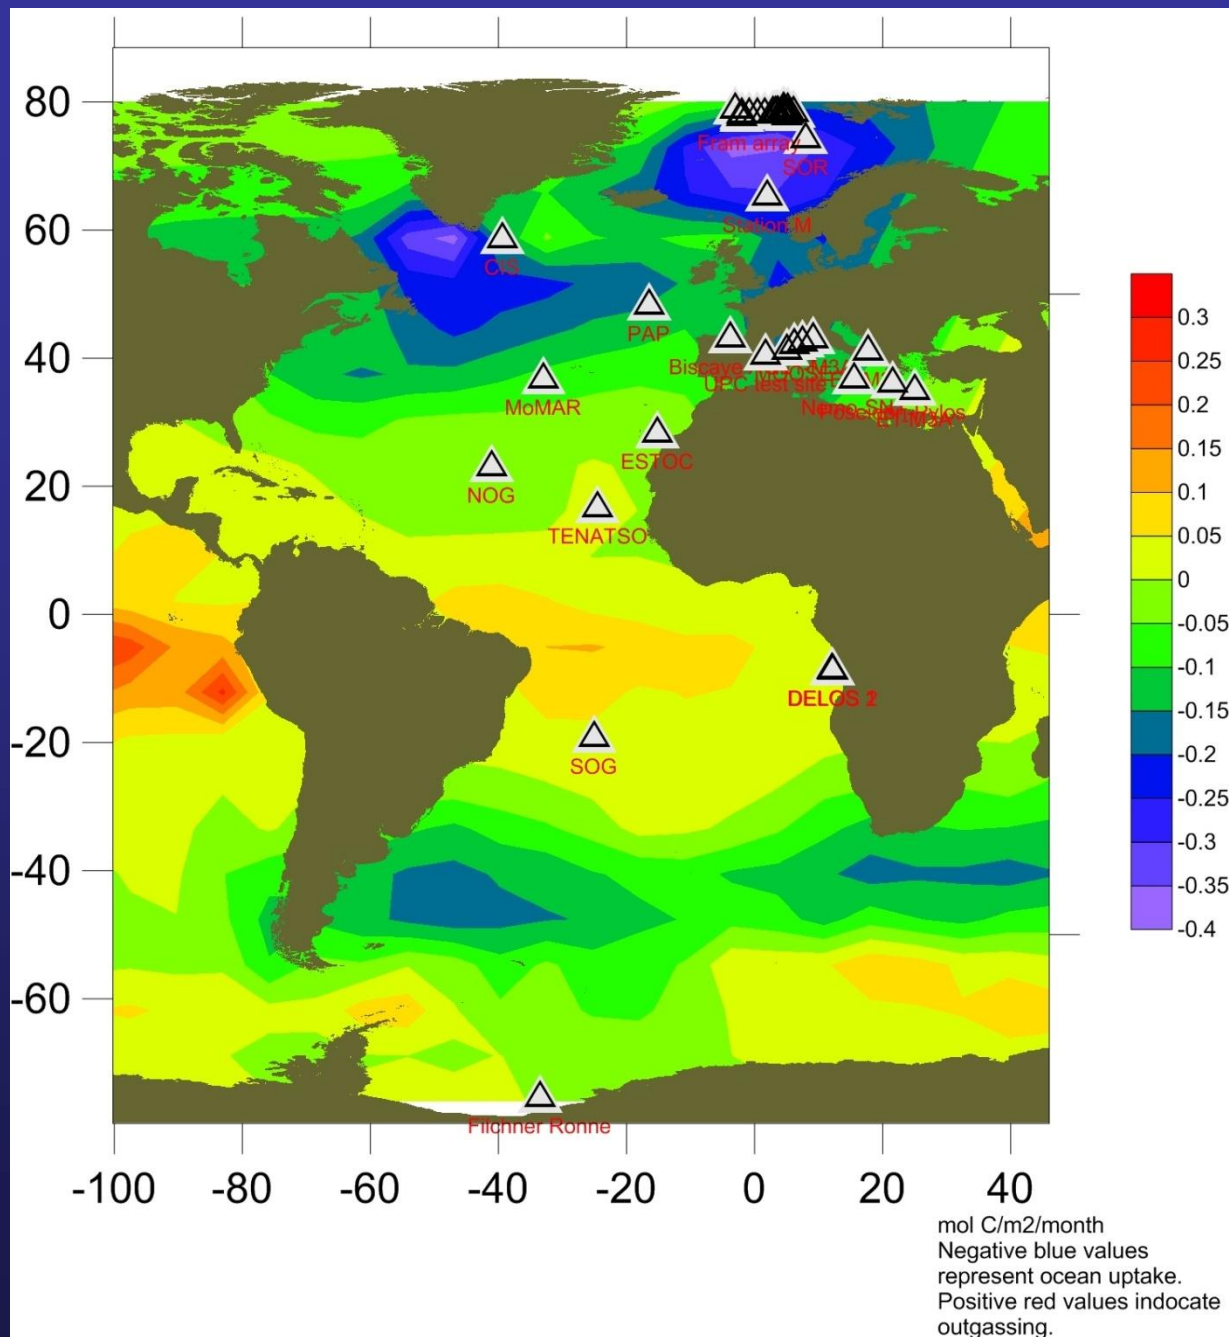 80
60
40
20
0
-20
-40
-60
Fram array
SOR
Station M
CIS
PAP
Biscaye
UPC test site
MoMAR
ESTOC
NOG
TENATSO
DELOS 2
SOG
Filchner Ronne
-100
-80
-60
-40
-20
0
20
40
0.3
0.25
0.2
0.15
0.1
0.05
0
-0.05
-0.1
-0.15
-0.2
-0.25
-0.3
-0.35
-0.4
mol C/m2/month
Negative blue values
represent ocean uptake.
Positive red values indocate
outgassing.